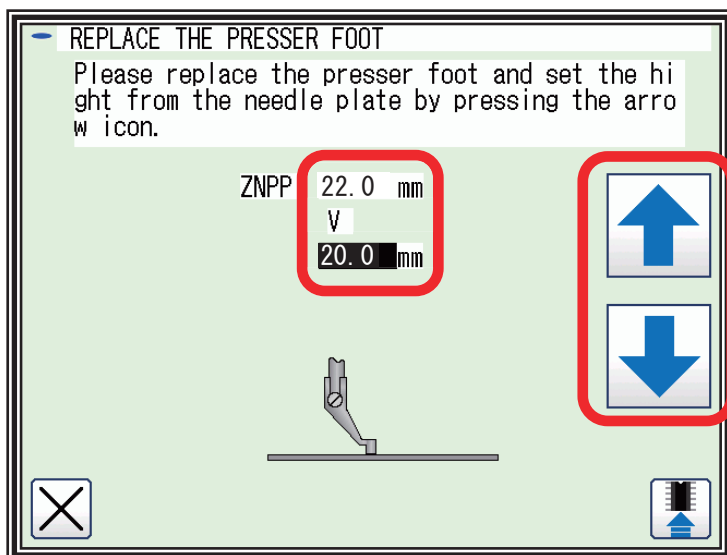 REPLACE THE PRESSER FOOT
Please replace the presser foot and set the hi
ght from the needle plate by pressing the arro
w icon.
ZNPP 22.0 mm
V
20.0 mm